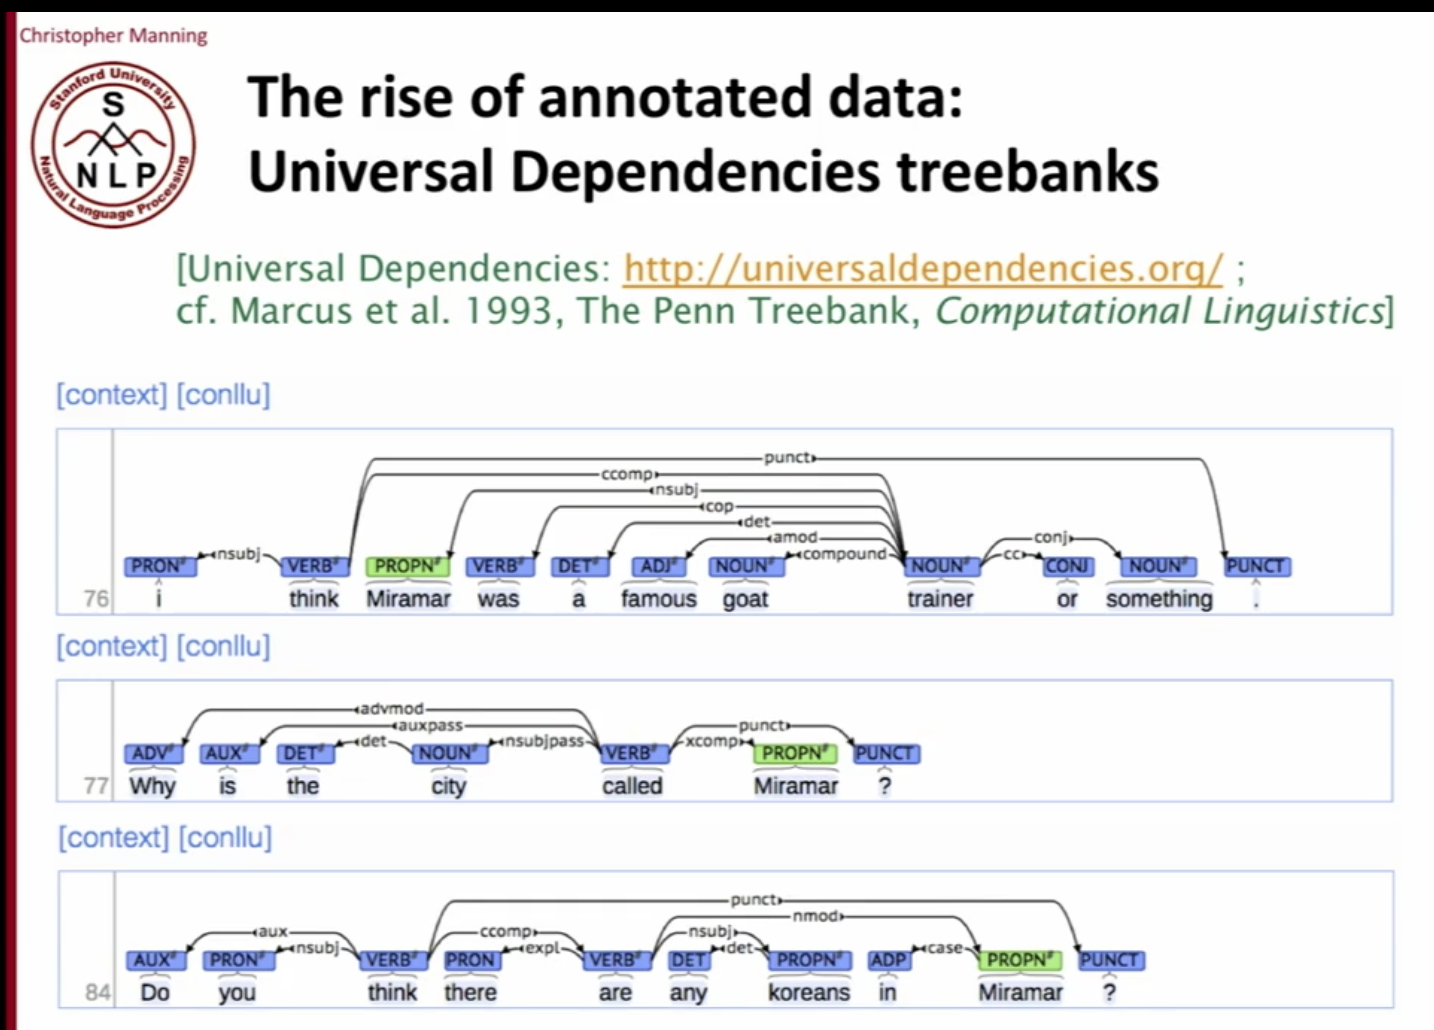 Christopher Manning
Stanford University
S
NLP
Natural Language Processing
The rise of annotated data:
Universal Dependencies treebanks
[Universal Dependencies: http://universaldependencies.org/ ;
cf. Marcus et al. 1993, The Penn Treebank, Computational Linguistics]
[context] [conllu]
punct
ccomp
nsubj
cop
det
amod conj
nsubj compound cc
PRON# VERB# PROPN# VERB# DET# ADJ# NOUN# NOUN# CONJ NOUN# PUNCT
76 i think Miramar was a famous goat trainer or something .
[context] [conllu]
advmod
auxpass punct
det nsubjpass xcomp
ADV# AUX# DET# NOUN# VERB# PROPN# PUNCT
77 Why is the city called Miramar ?
[context] [conllu]
punct
nmod
aux ccomp nsubj
nsubj expl det case
AUX# PRON# VERB# PRON VERB# DET PROPN# ADP PROPN# PUNCT
84 Do you think there are any koreans in Miramar ?